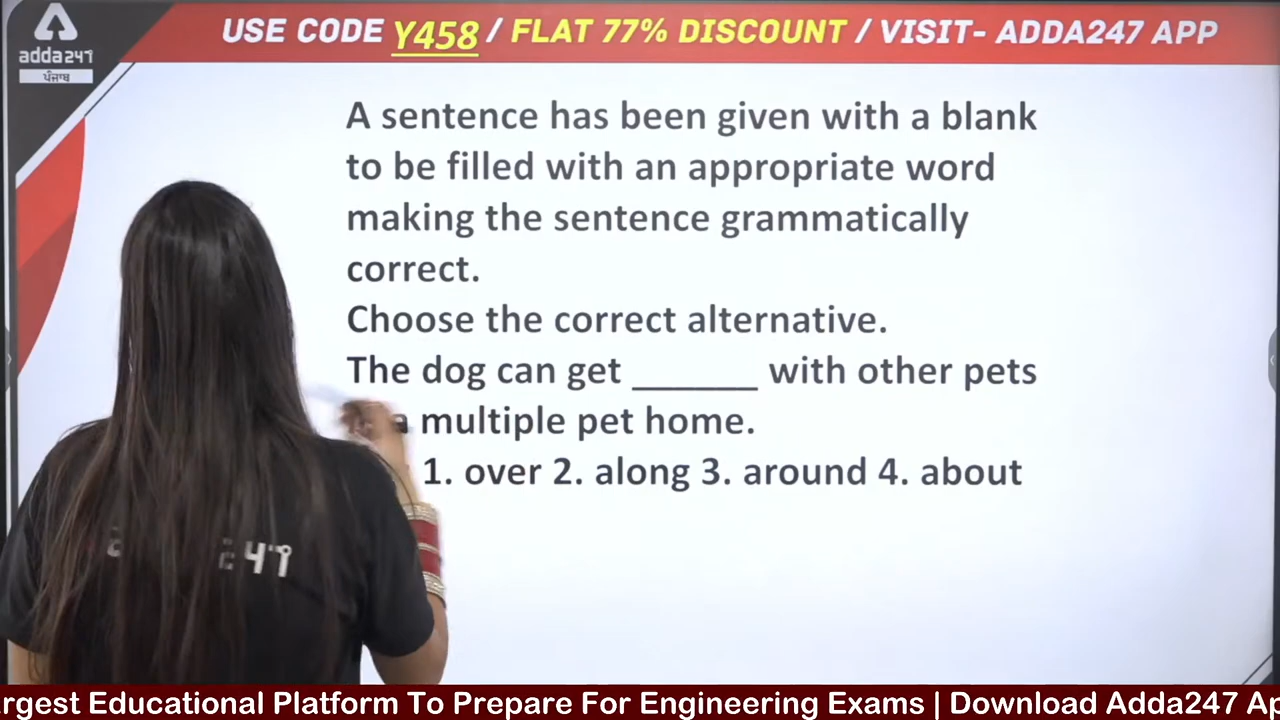 adda247
ਪੰਜਾਬ
USE CODE Y458 / FLAT 77% DISCOUNT / VISIT- ADDA247 APP
A sentence has been given with a blank
to be filled with an appropriate word
making the sentence grammatically
correct.
Choose the correct alternative.
The dog can get ______ with other pets
a multiple pet home.
1. over 2. along 3. around 4. about
247
rgest Educational Platform To Prepare For Engineering Exams | Download Adda247 Ap